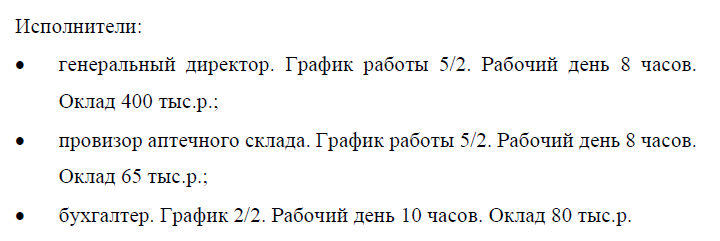 Исполнители:
• генеральный директор. График работы 5/2. Рабочий день 8 часов.
Оклад 400 тыс.р.;
• провизор аптечного склада. График работы 5/2. Рабочий день 8 часов.
Оклад 65 тыс.р.;
• бухгалтер. График 2/2. Рабочий день 10 часов. Оклад 80 тыс.р.